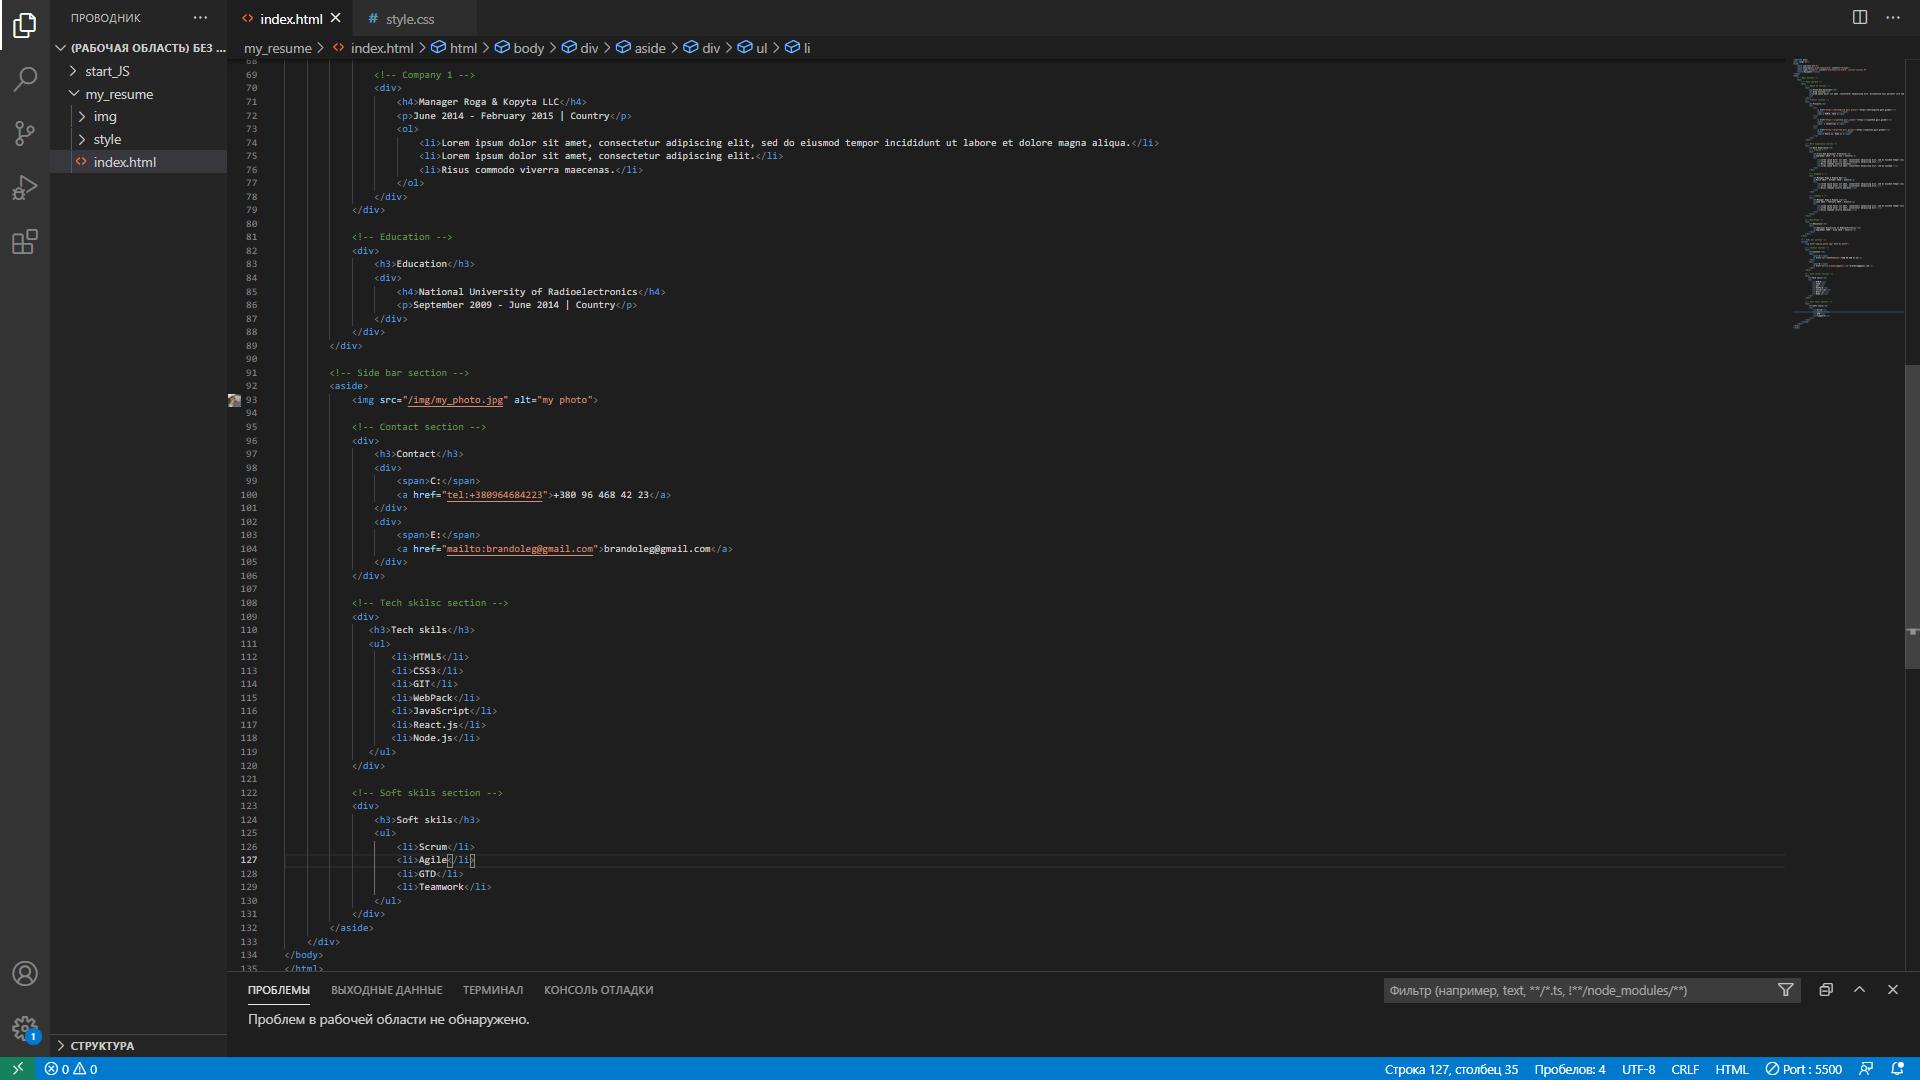 ПРОВОДНИК
index.html
# style.css
(РАБОЧАЯ ОБЛАСТЬ) БЕЗ ...
start_JS
my_resume
img
style
index.html
СТРУКТУРА
1
my_resume > index.html > html > body > div > aside > div > ul > li
68
69 <!-- Company 1 -->
70 <div>
71 <h4>Manager Roga & Kopyta LLC</h4>
72 <p>June 2014 - February 2015 | Country</p>
73 <ol>
74 <li>Lorem ipsum dolor sit amet, consectetur adipiscing elit, sed do eiusmod tempor incididunt ut labore et dolore magna aliqua.</li>
75 <li>Lorem ipsum dolor sit amet, consectetur adipiscing elit.</li>
76 <li>Risus commodo viverra maecenas.</li>
77 </ol>
78 </div>
79 </div>
80
81 <!-- Education -->
82 <div>
83 <h3>Education</h3>
84 <div>
85 <h4>National University of Radioelectronics</h4>
86 <p>September 2009 - June 2014 | Country</p>
87 </div>
88 </div>
89 </div>
90
91 <!-- Side bar section -->
92 <aside>
93 <img src="/img/my_photo.jpg" alt="my photo">
94
95 <!-- Contact section -->
96 <div>
97 <h3>Contact</h3>
98 <div>
99 <span>C:</span>
100 <a href="tel:+380964684223">+380 96 468 42 23</a>
101 </div>
102 <div>
103 <span>E:</span>
104 <a href="mailto:brandoleg@gmail.com">brandoleg@gmail.com</a>
105 </div>
106 </div>
107
108 <!-- Tech skilsc section -->
109 <div>
110 <h3>Tech skils</h3>
111 <ul>
112 <li>HTML5</li>
113 <li>CSS3</li>
114 <li>GIT</li>
115 <li>WebPack</li>
116 <li>JavaScript</li>
117 <li>React.js</li>
118 <li>Node.js</li>
119 </ul>
120 </div>
121
122 <!-- Soft skils section -->
123 <div>
124 <h3>Soft skils</h3>
125 <ul>
126 <li>Scrum</li>
127 <li>Agile</li>
128 <li>GTD</li>
129 <li>Teamwork</li>
130 </ul>
131 </div>
132 </aside>
133 </div>
134 </body>
135 </html>
ПРОБЛЕМЫ ВЫХОДНЫЕ ДАННЫЕ ТЕРМИНАЛ КОНСОЛЬ ОТЛАДКИ
Фильтр (например, text, **/*.ts, !**/node_modules/**)
Проблем в рабочей области не обнаружено.
0 0
Строка 127, столбец 35 Пробелов: 4 UTF-8 CRLF HTML Port : 5500